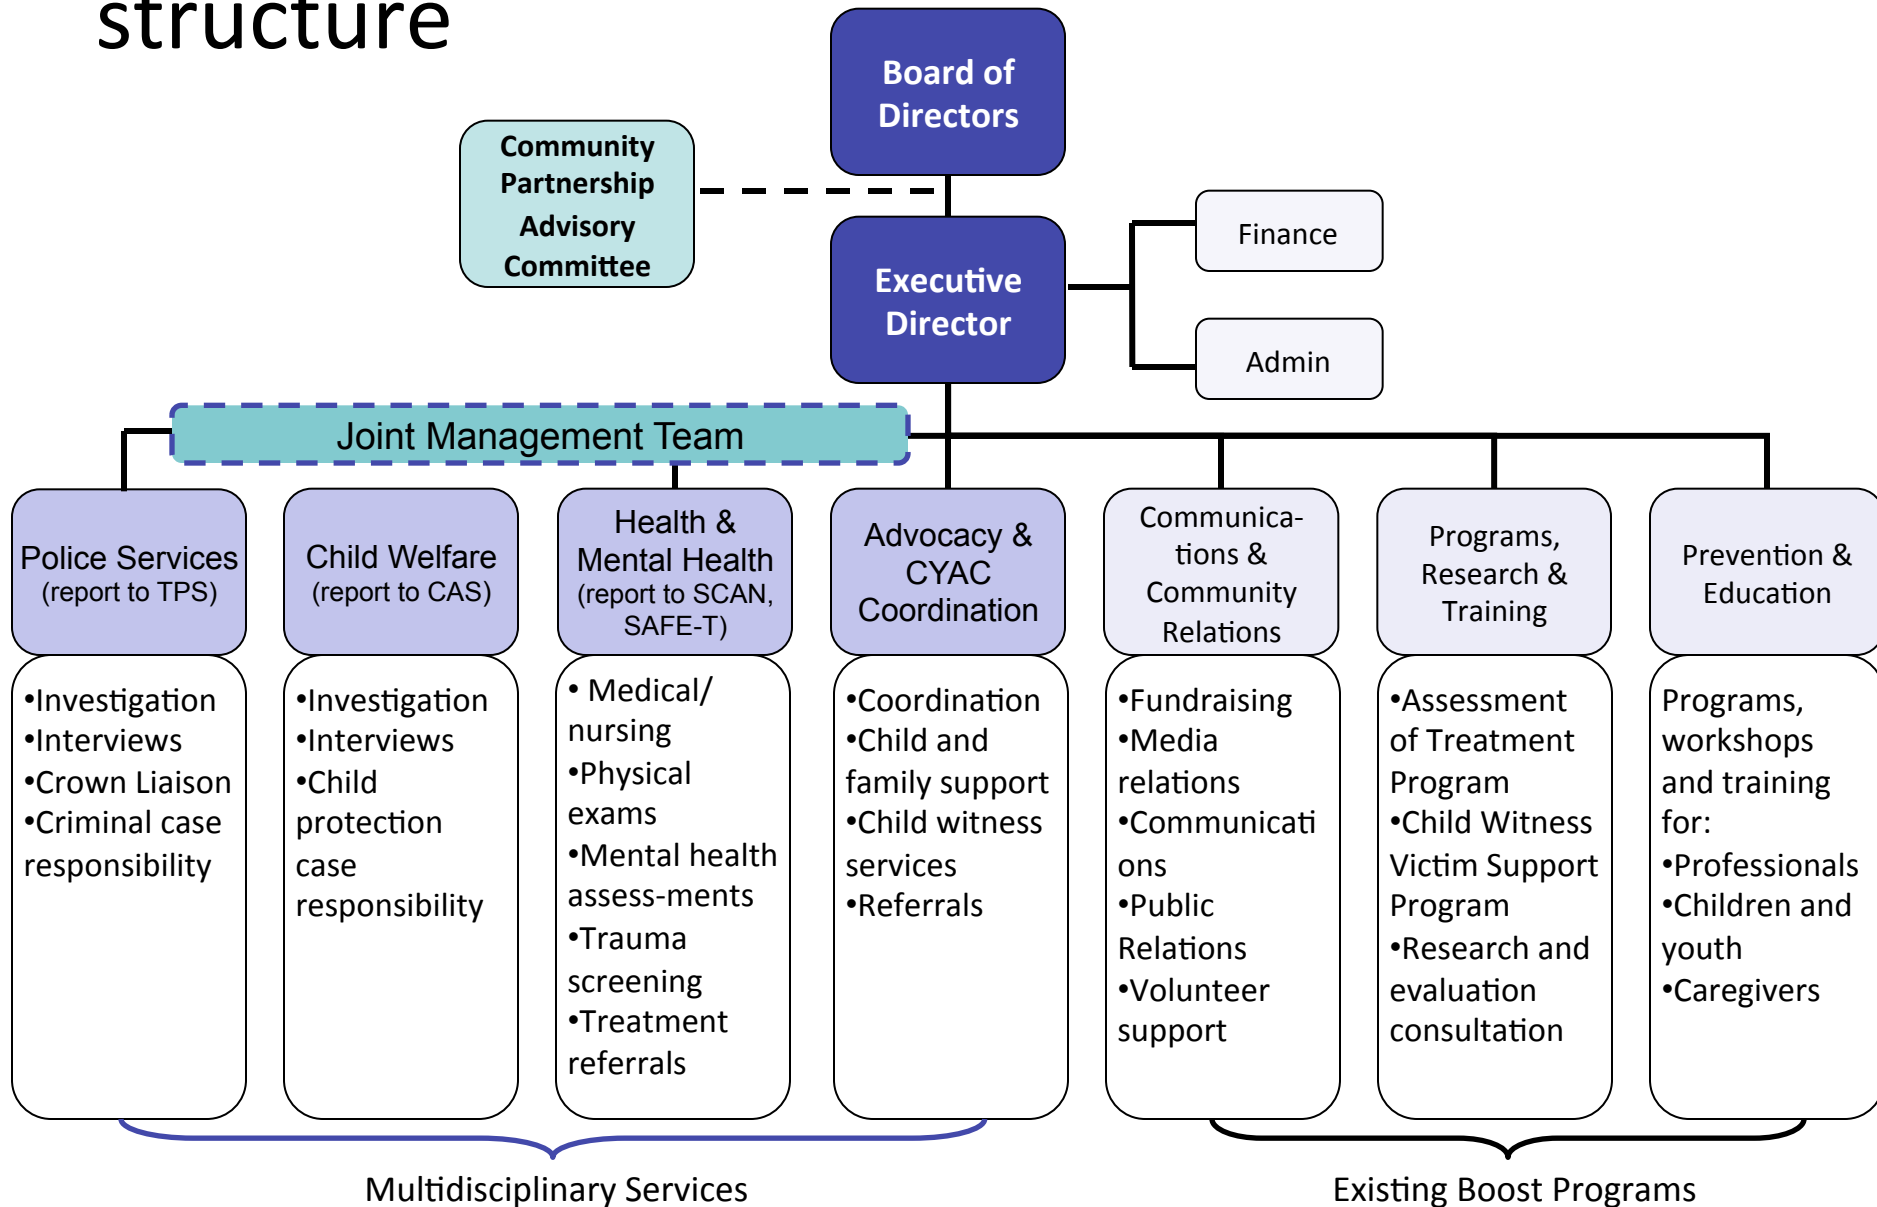 structure
Board of
Directors
Community
Partnership
Advisory
Committee
Executive
Director
Finance
Admin
Joint Management Team
Police Services
(report to TPS)
Child Welfare
(report to CAS)
Health &
Mental Health
(report to SCAN,
SAFE-T)
Advocacy &
CYAC
Coordination
Communica-
tions &
Community
Relations
Programs,
Research &
Training
Prevention &
Education
•Investigation
•Interviews
•Crown Liaison
•Criminal case
responsibility
•Investigation
•Interviews
•Child
protection
case
responsibility
• Medical/
nursing
•Physical
exams
•Mental health
assess-ments
•Trauma
screening
•Treatment
referrals
•Coordination
•Child and
family support
•Child witness
services
•Referrals
•Fundraising
•Media
relations
•Communicati
ons
•Public
Relations
•Volunteer
support
•Assessment
of Treatment
Program
•Child Witness
Victim Support
Program
•Research and
evaluation
consultation
Programs,
workshops
and training
for:
•Professionals
•Children and
youth
•Caregivers
Multidisciplinary Services
Existing Boost Programs